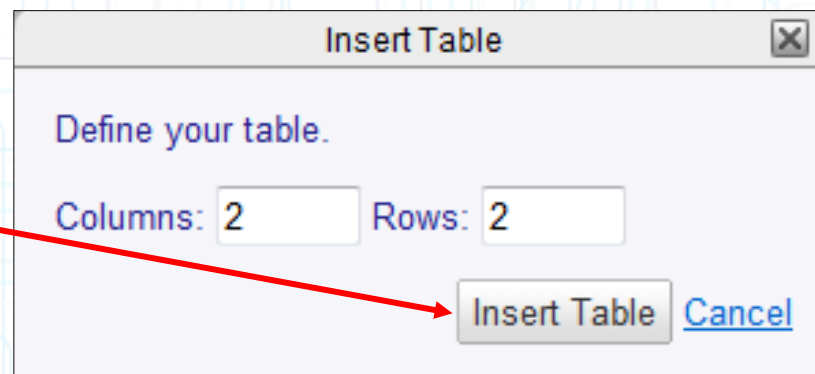 Insert Table
Define your table.
Columns: 2 Rows: 2
Insert Table Cancel